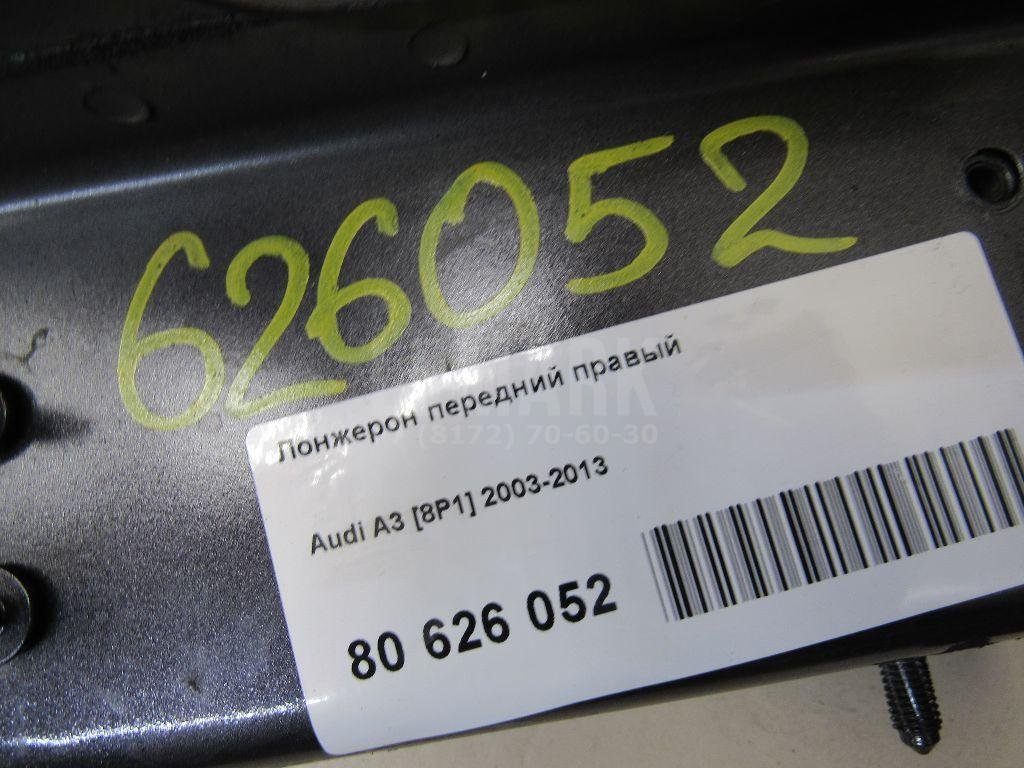 626052
Лонжерон передний правый
(8172) 70-60-30
Audi A3 [8P1] 2003-2013
80 626 052